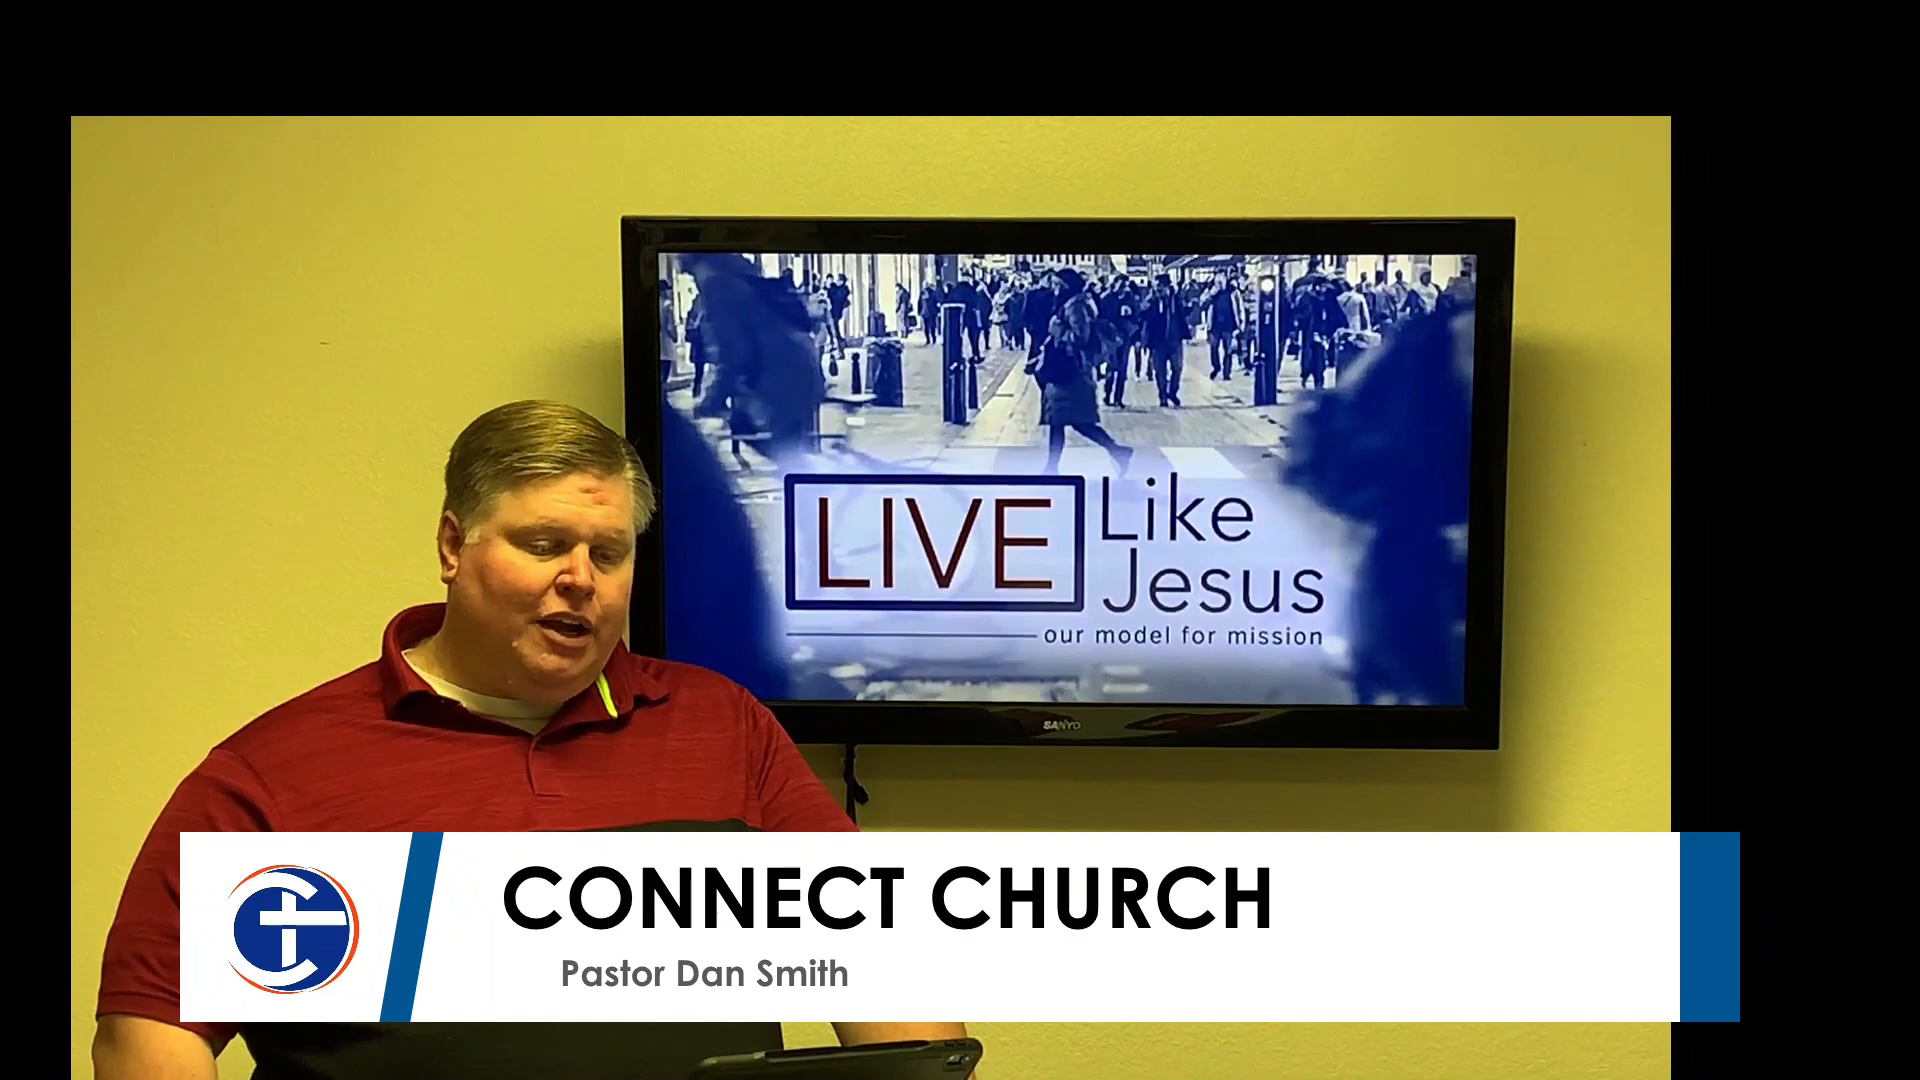 LIVE Like
Jesus
our model for mission
SANYO
CONNECT CHURCH
Pastor Dan Smith